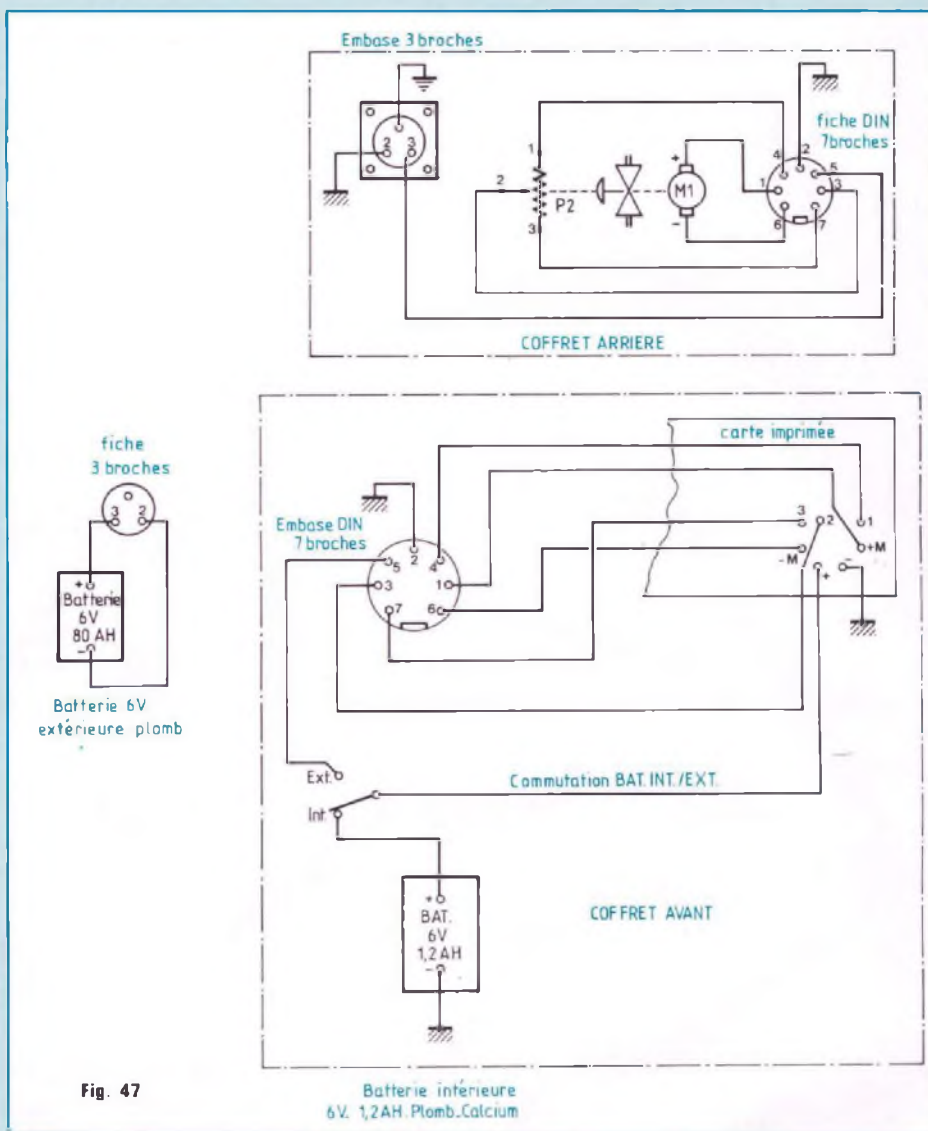 Embase 3 broches
2 3
fiche DIN
7broches
1
2
3
P2
+
M1
-
4 2 5
1 3
6 7
COFFRET ARRIERE
fiche
3 broches
3 2
+
Batterie
6V
80 AH
-
Batterie 6V
extérieure plomb
carte imprimée
Embase DIN
7 broches
5 2 4
3 1
7 6
3 2 1
-M + - +M
Ext.
Int.
Commutation BAT. INT./EXT.
+
BAT.
6V
1,2AH
-
COFFRET AVANT
Fig. 47
Batterie intérieure
6V. 1,2AH. Plomb.Calcium